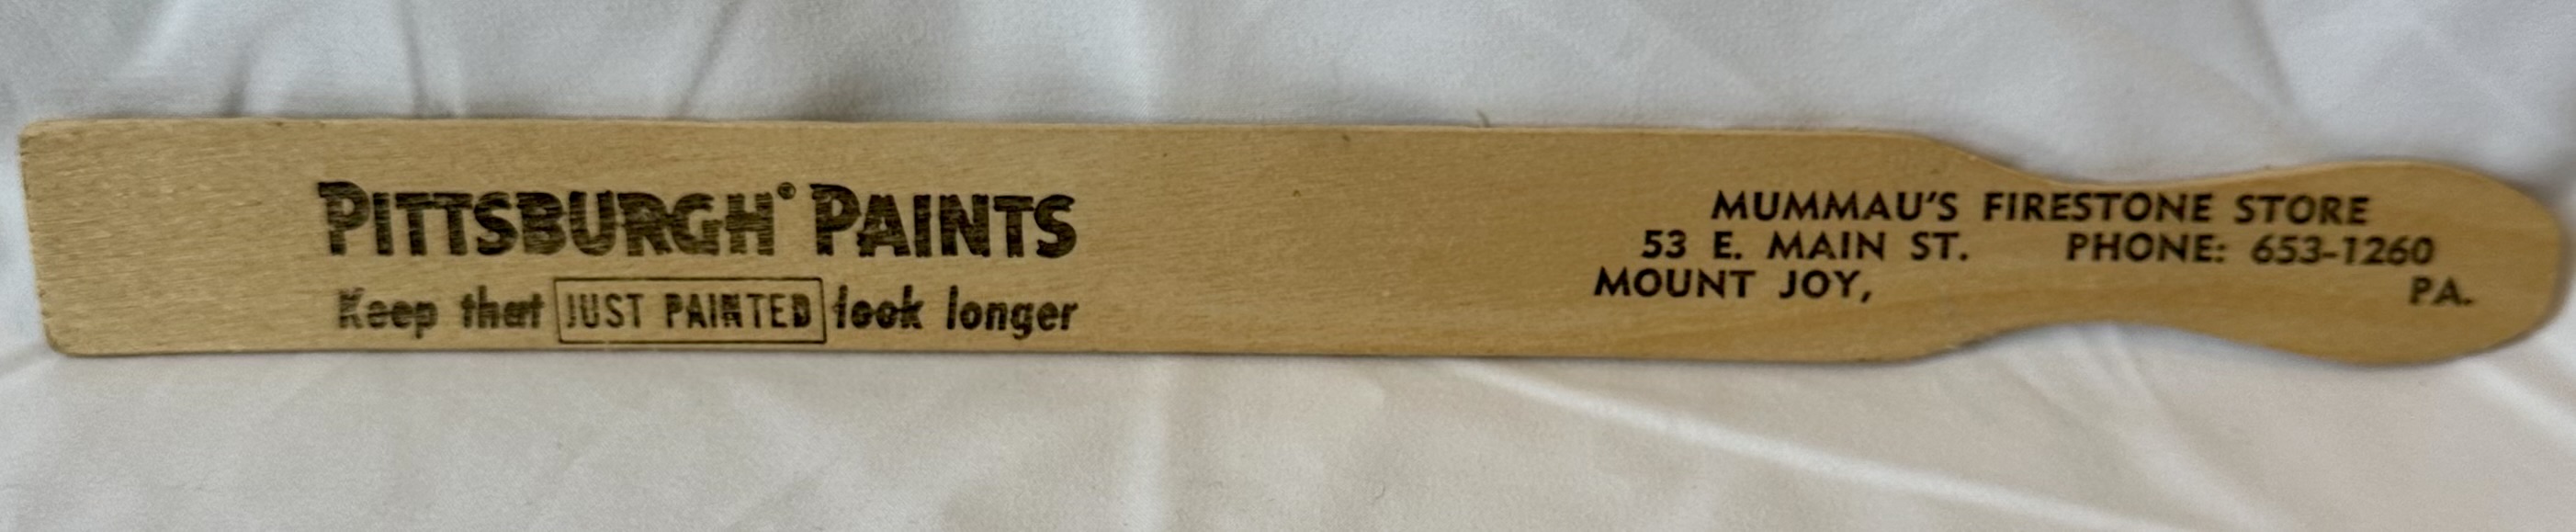 PITTSBURGH® PAINTS
Keep that JUST PAINTED look longer
MUMMAU'S FIRESTONE STORE
53 E. MAIN ST. PHONE: 653-1260
MOUNT JOY, PA.